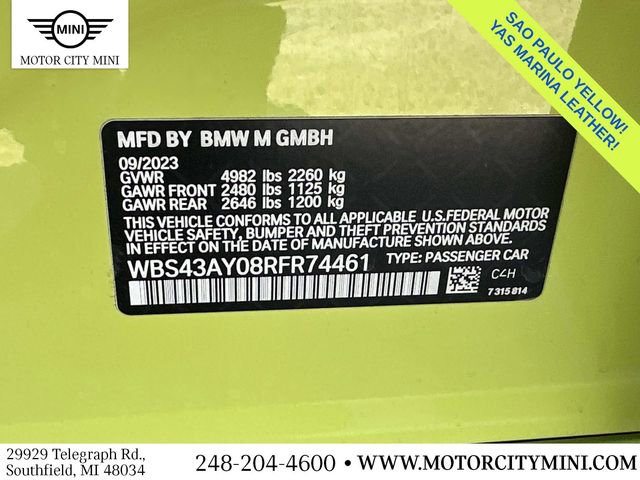 MINI
MOTOR CITY MINI
SAO PAULO YELLOW!
YAS MARINA LEATHER!
MFD BY BMW M GMBH
09/2023
GVWR 4982 lbs 2260 kg
GAWR FRONT 2480 lbs 1125 kg
GAWR REAR 2646 lbs 1200 kg
THIS VEHICLE CONFORMS TO ALL APPLICABLE U.S.FEDERAL MOTOR
VEHICLE SAFETY, BUMPER AND THEFT PREVENTION
STANDARDS IN EFFECT ON THE DATE OF MANUFACTURE SHOWN ABOVE.
WBS43AY08RFR74461 TYPE: PASSENGER CAR
C2H
7315814
29929 Telegraph Rd.,
Southfield, MI 48034
248-204-4600 • WWW.MOTORCITYMINI.COM